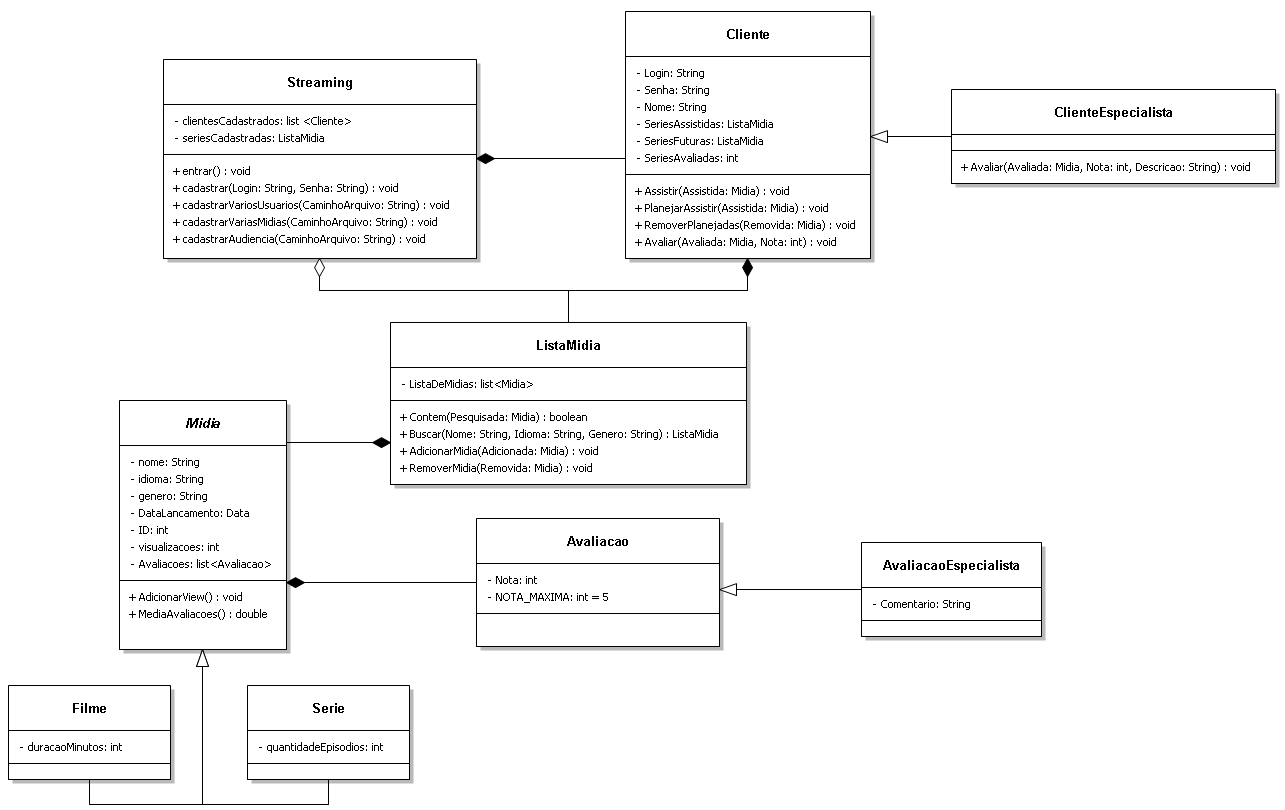 Streaming
- clientesCadastrados: list <Cliente>
- seriesCadastradas: ListaMidia
+ entrar() : void
+ cadastrar(Login: String, Senha: String) : void
+ cadastrarVariosUsuarios(CaminhoArquivo: String) : void
+ cadastrarVariasMidias(CaminhoArquivo: String) : void
+ cadastrarAudiencia(CaminhoArquivo: String) : void
Cliente
- Login: String
- Senha: String
- Nome: String
- SeriesAssistidas: ListaMidia
- SeriesFuturas: ListaMidia
- SeriesAvaliadas: int
+ Assistir(Assistida: Midia) : void
+ PlanejarAssistir(Assistida: Midia) : void
+ RemoverPlanejadas(Removida: Midia) : void
+ Avaliar(Avaliada: Midia, Nota: int) : void
ClienteEspecialista
+ Avaliar(Avaliada: Midia, Nota: int, Descricao: String) : void
ListaMidia
- ListaDeMidias: list<Midia>
+ Contem(Pesquisada: Midia) : boolean
+ Buscar(Nome: String, Idioma: String, Genero: String) : ListaMidia
+ AdicionarMidia(Adicionada: Midia) : void
+ RemoverMidia(Removida: Midia) : void
Midia
- nome: String
- idioma: String
- genero: String
- DataLancamento: Data
- ID: int
- visualizacoes: int
- Avaliacoes: list<Avaliacao>
+ AdicionarView() : void
+ MediaAvaliacoes() : double
Avaliacao
- Nota: int
- NOTA_MAXIMA: int = 5
AvaliacaoEspecialista
- Comentario: String
Filme
- duracaoMinutos: int
Serie
- quantidadeEpisodios: int